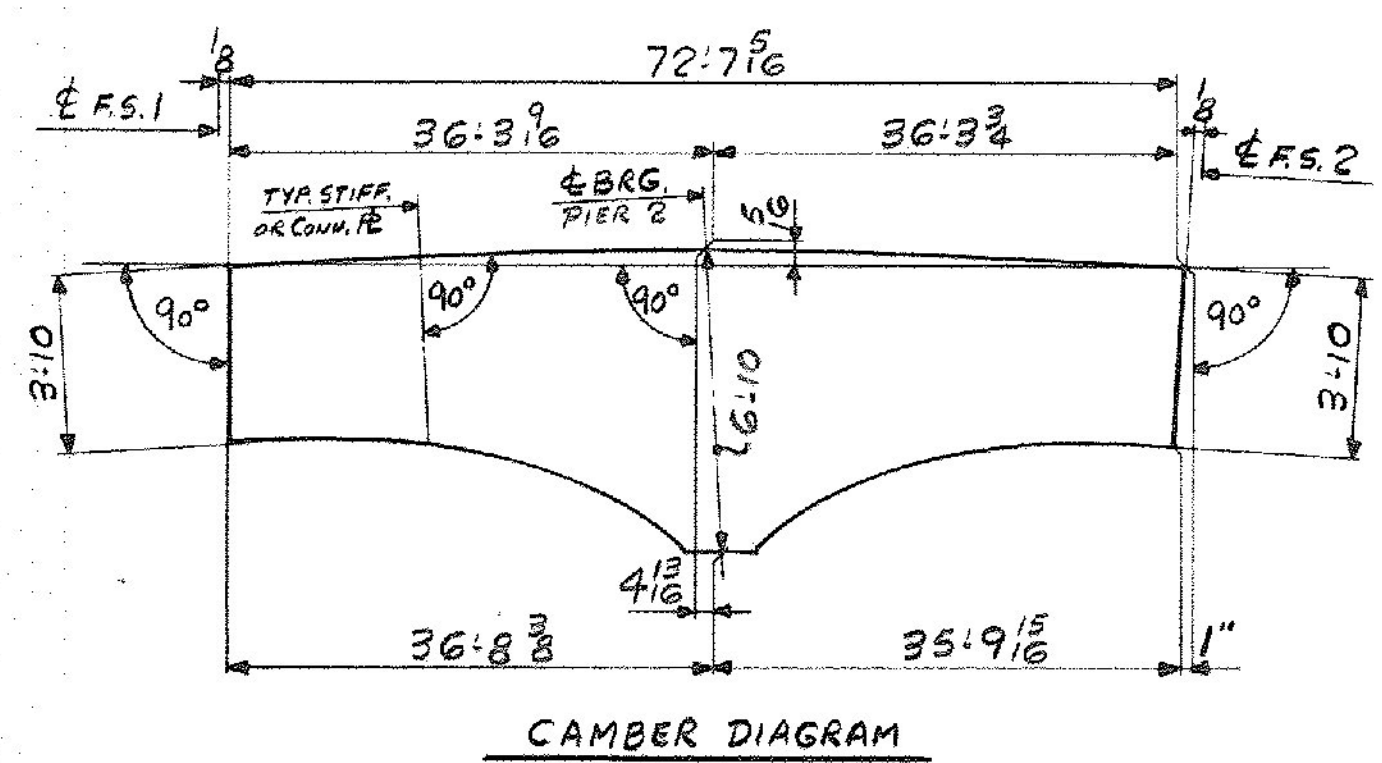 1/8
72-7 5/16
℄ F.S. 1
36-3 9/16
36-3 3/4
1/8
℄ F.S. 2
TYP. STIFF.
OR CONN. ℙL
℄ BRG.
PIER 2
90°
90°
90°
90°
3-10
6-10
3-10
4 13/16
36-8 3/8
35-9 15/16
1"
CAMBER DIAGRAM